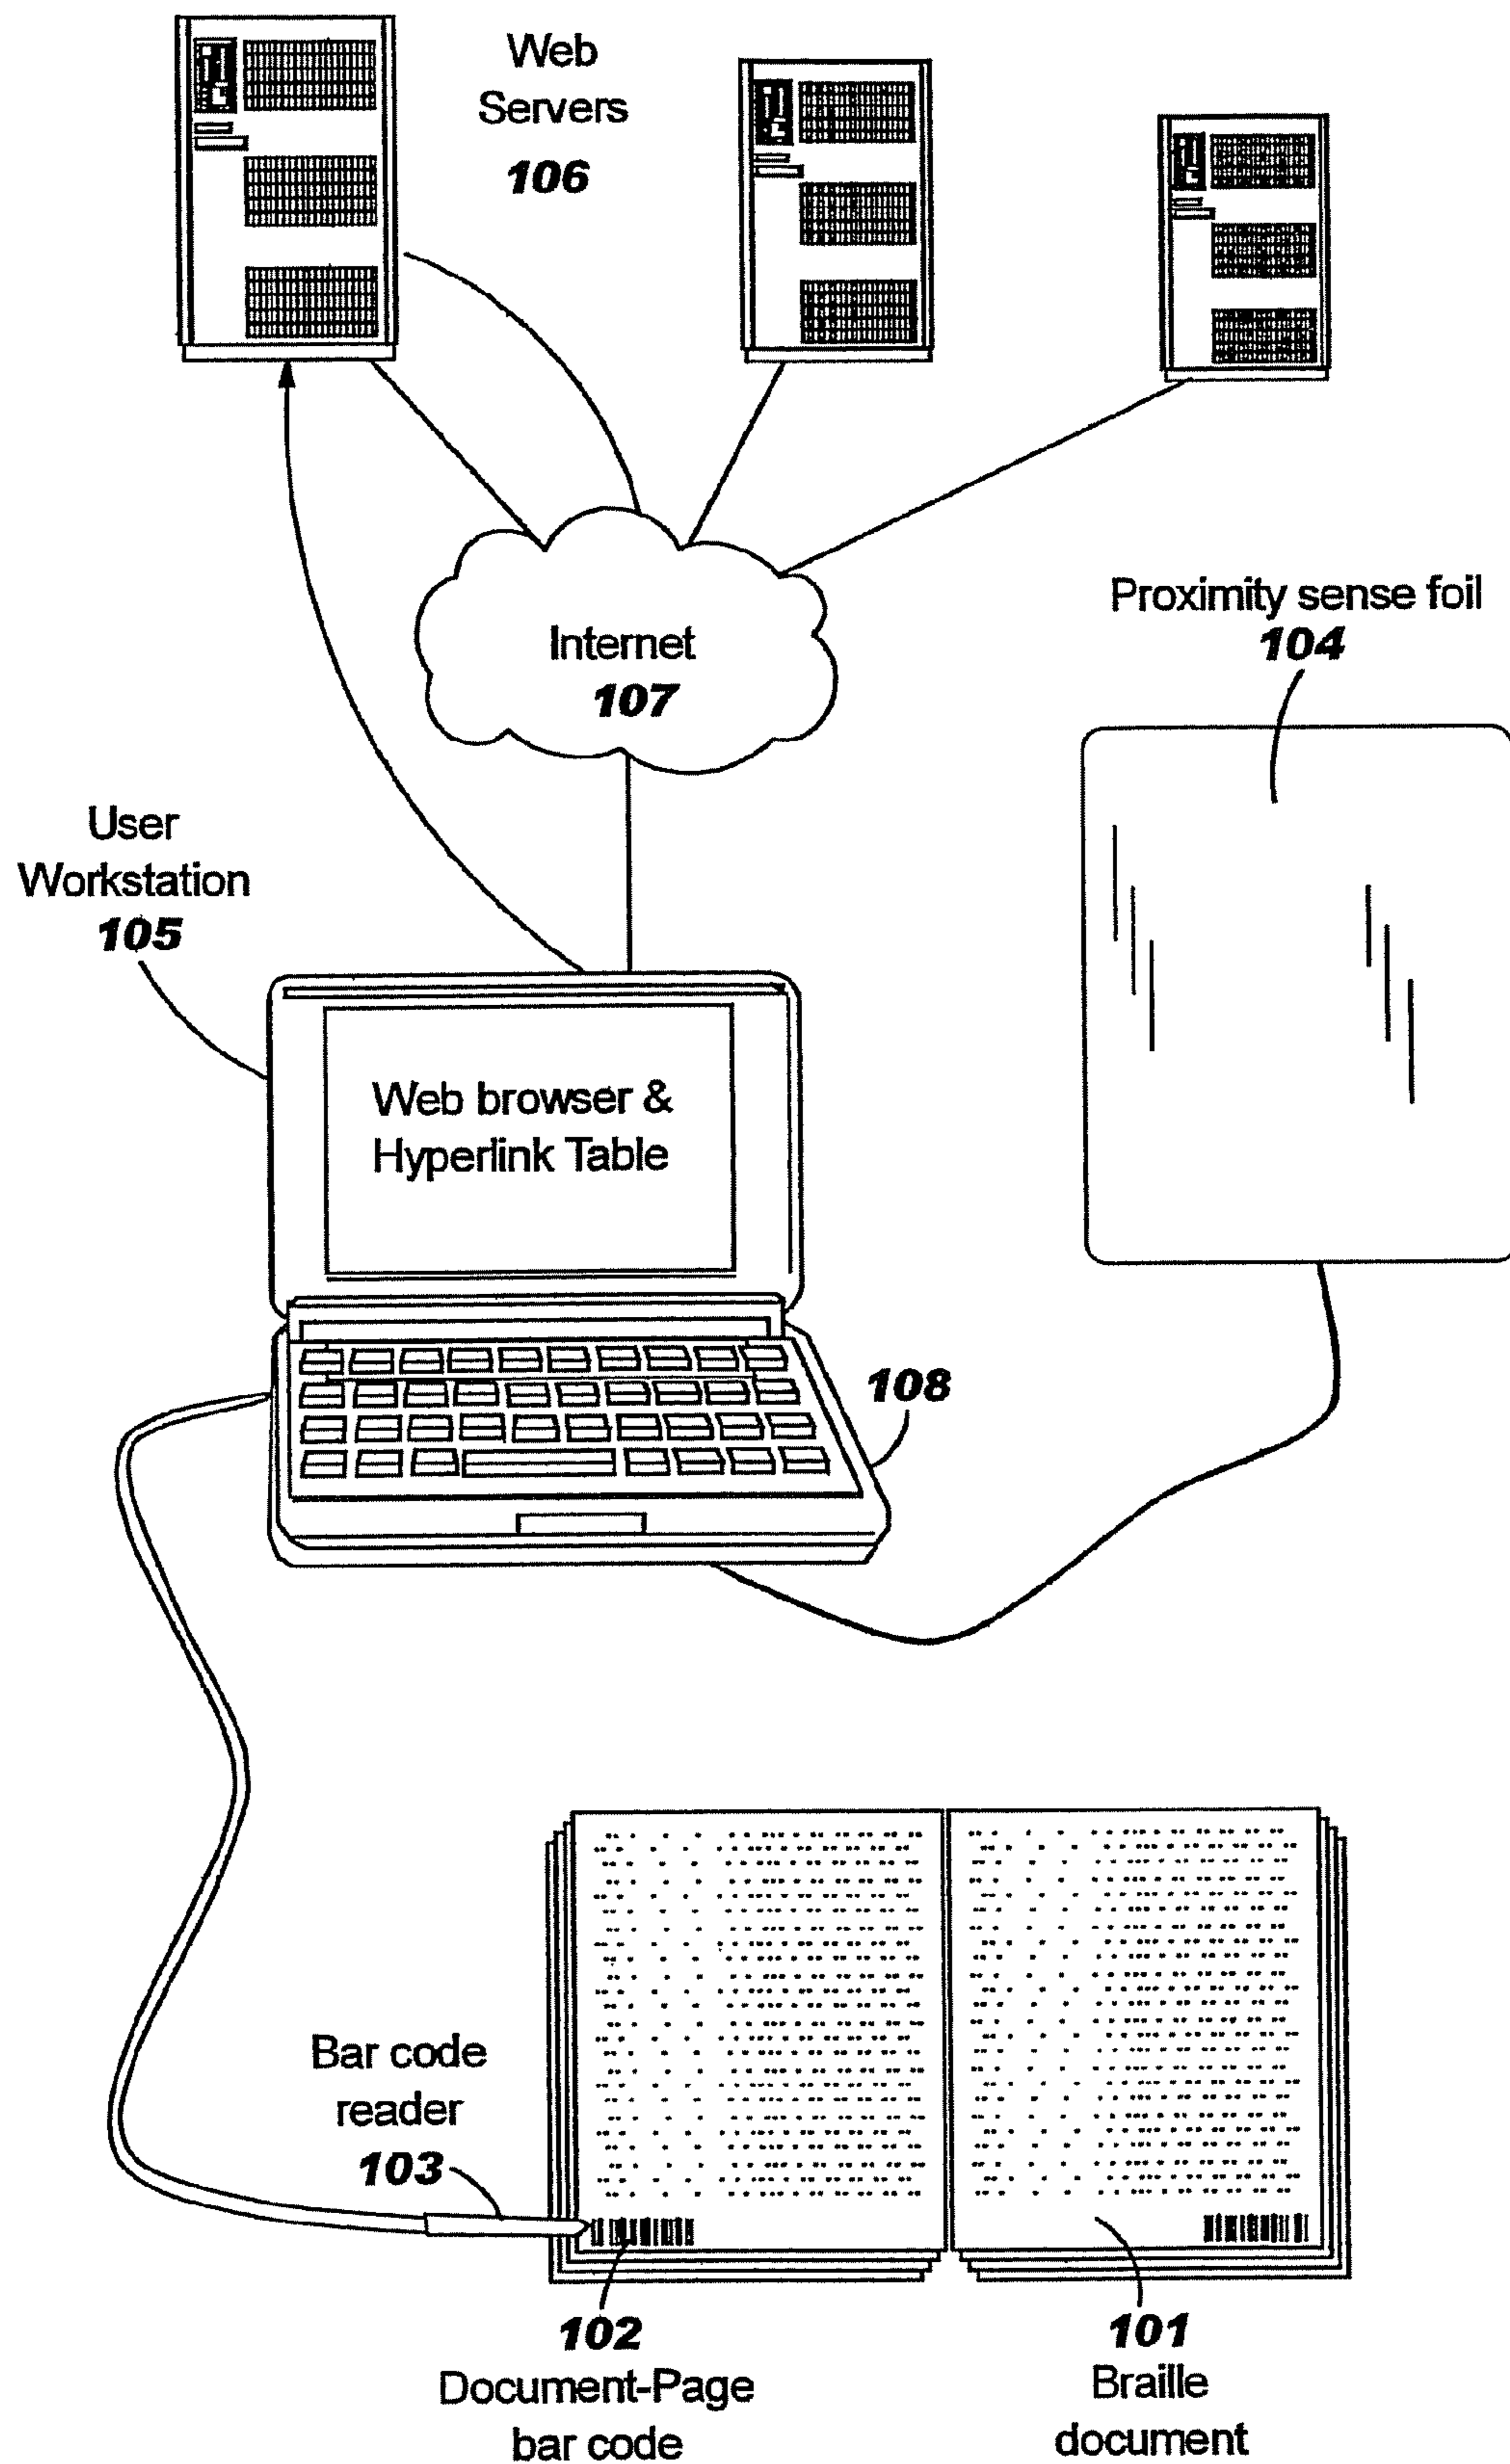 Web
Servers
106
Proximity sense foil
104
Internet
107
User
Workstation
105
Web browser &
Hyperlink Table
108
Bar code
reader
103
102
Document-Page
bar code
101
Braille
document